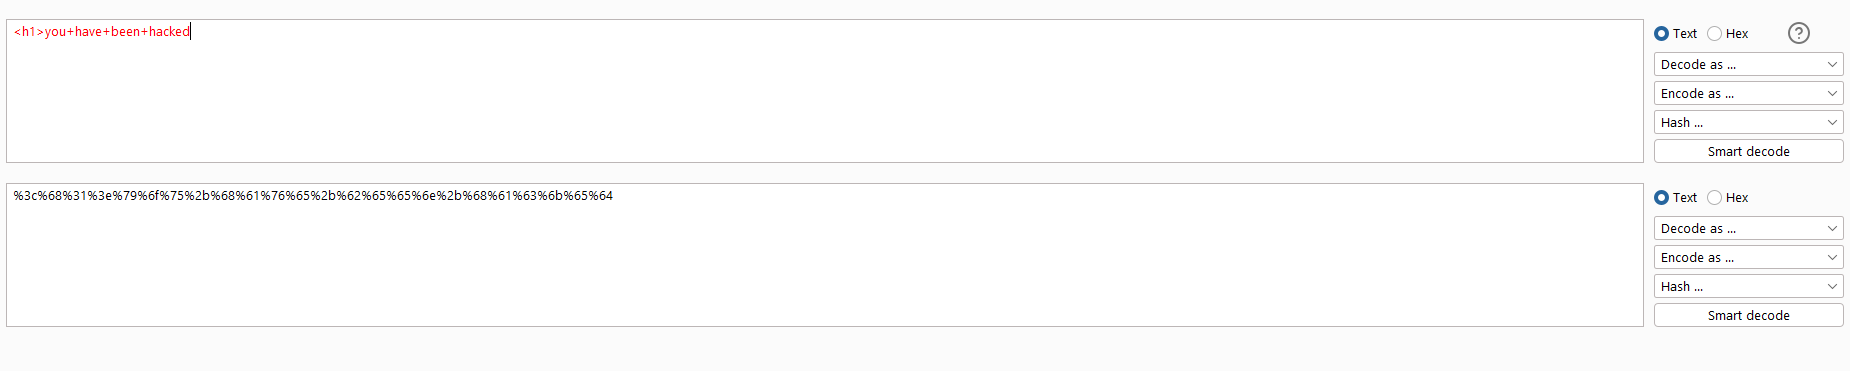 <h1>you+have+been+hacked
Text Hex ?
Decode as ...
Encode as ...
Hash ...
Smart decode
%3c%68%31%3e%79%6f%75%2b%68%61%76%65%2b%62%65%65%6e%2b%68%61%63%6b%65%64
Text Hex
Decode as ...
Encode as ...
Hash ...
Smart decode